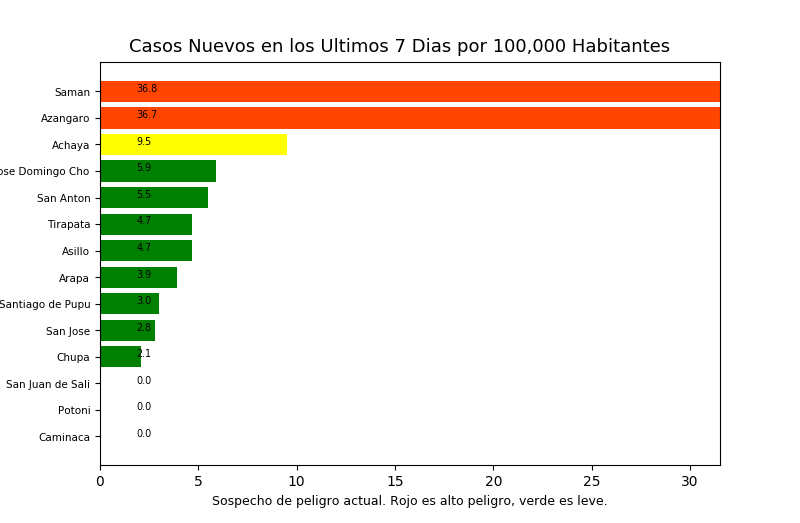 Casos Nuevos en los Ultimos 7 Dias por 100,000 Habitantes
Saman 36.8
Azangaro 36.7
Achaya 9.5
ose Domingo Cho 5.9
San Anton 5.5
Tirapata 4.7
Asillo 4.7
Arapa 3.9
Santiago de Pupu 3.0
San Jose 2.8
Chupa 2.1
San Juan de Sali 0.0
Potoni 0.0
Caminaca 0.0
0 5 10 15 20 25 30
Sospecho de peligro actual. Rojo es alto peligro, verde es leve.